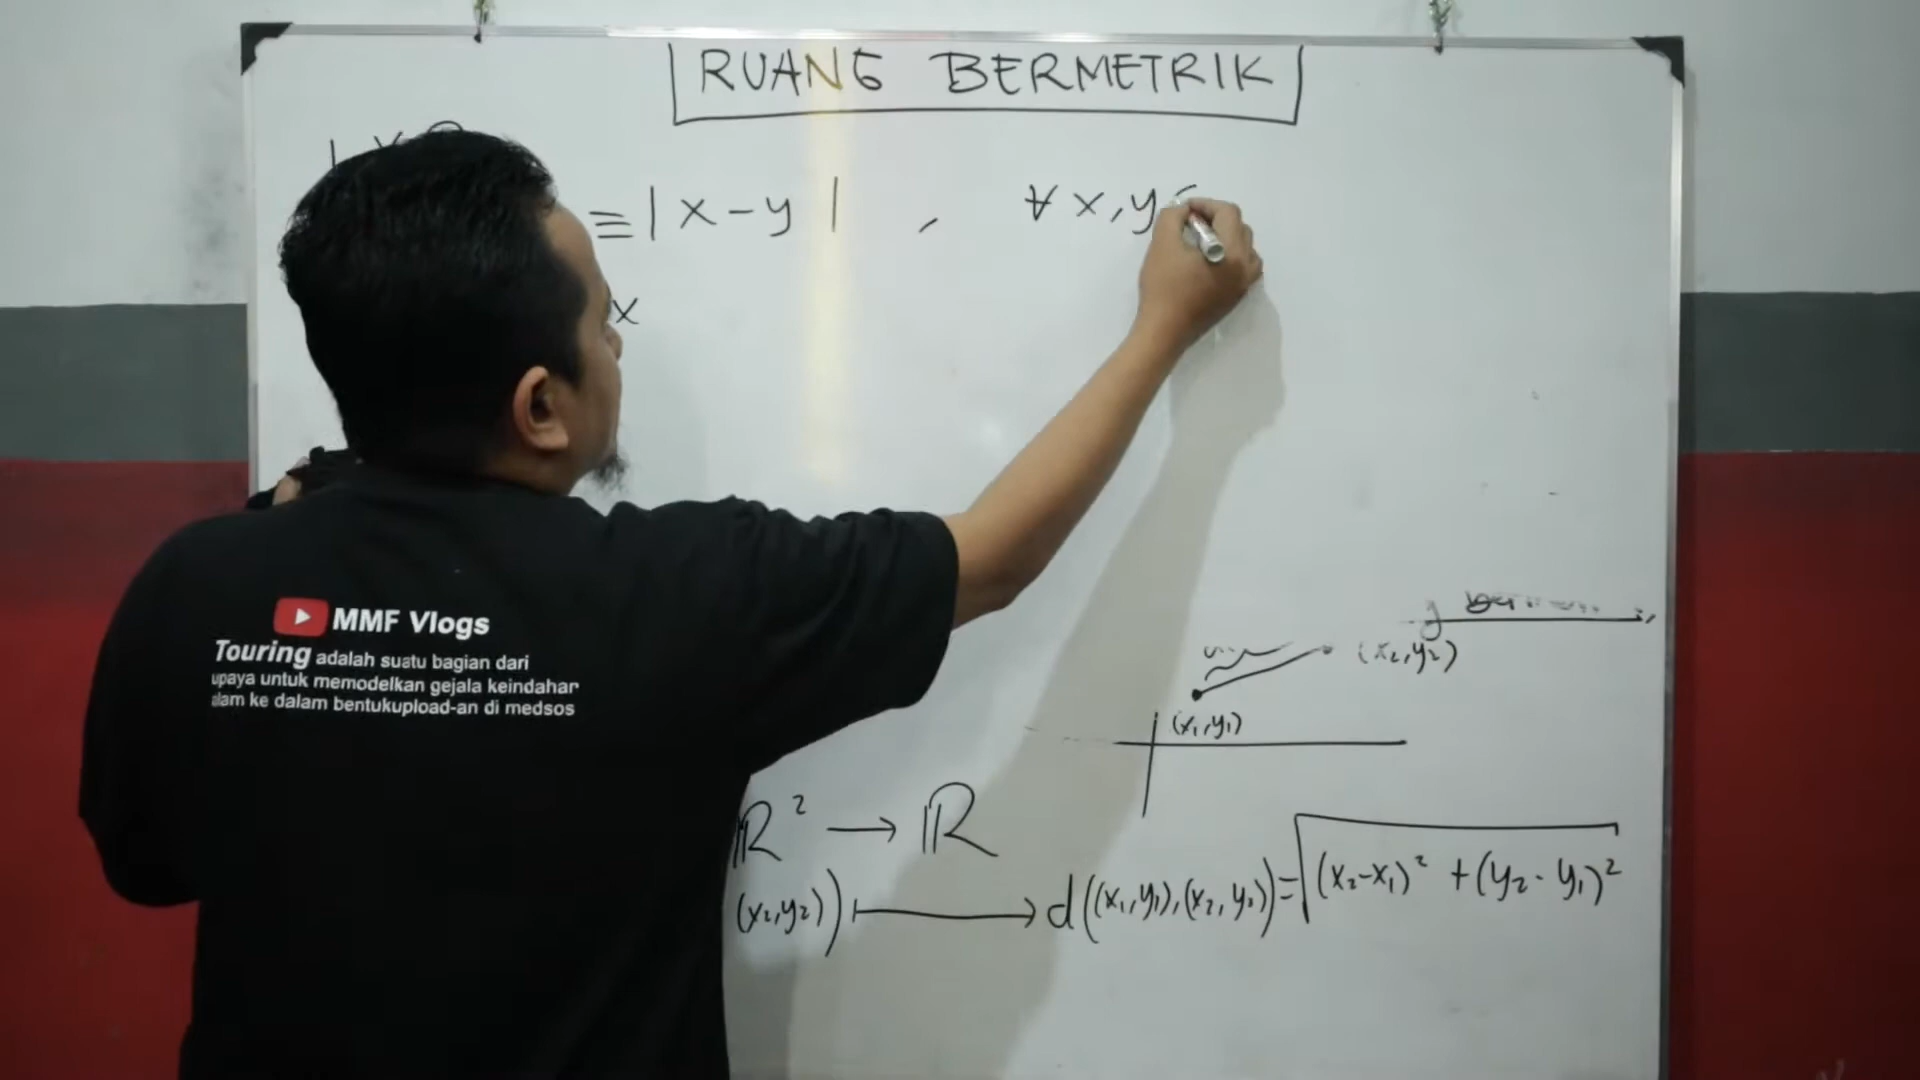 RUANG BERMETRIK
≡ | x - y | , ∀ x, y
x
(x₂, y₂)
(x₁, y₁)
ℝ² → ℝ
(x₂, y₂)) ↦ d((x₁, y₁), (x₂, y₂)) = √(x₂-x₁)² + (y₂-y₁)²
MMF Vlogs
Touring adalah suatu bagian dari
upaya untuk memodelkan gejala keindahan
alam ke dalam bentukupload-an di medsos